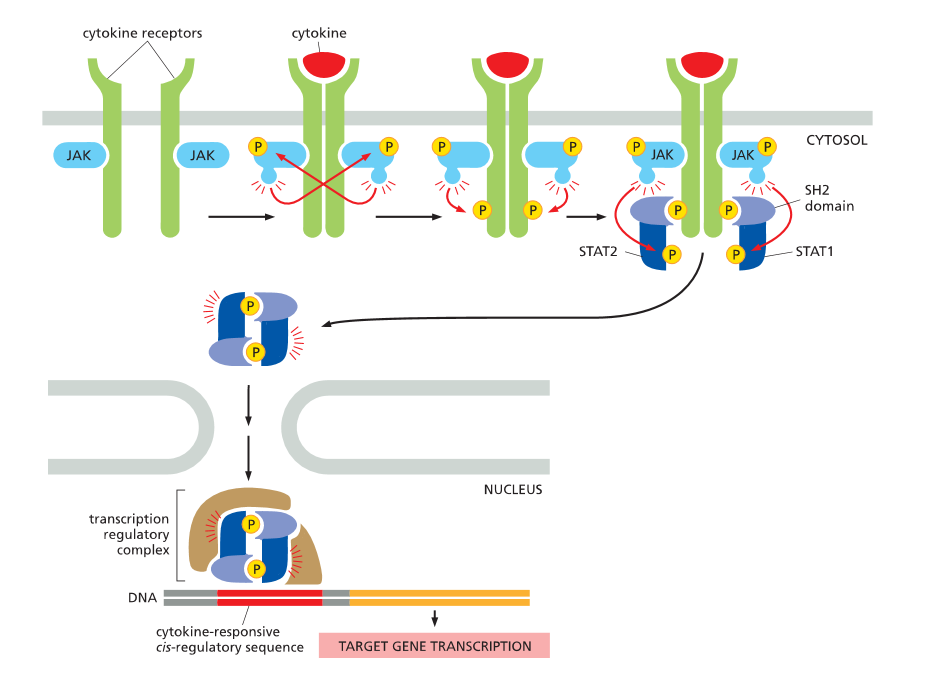 cytokine receptors
cytokine
CYTOSOL
JAK
JAK
P
P
P
P
P
P
P
JAK
JAK
P
P
P
SH2
domain
STAT2
P
P
STAT1
P
P
NUCLEUS
transcription
regulatory
complex
P
P
DNA
cytokine-responsive
cis-regulatory sequence
TARGET GENE TRANSCRIPTION